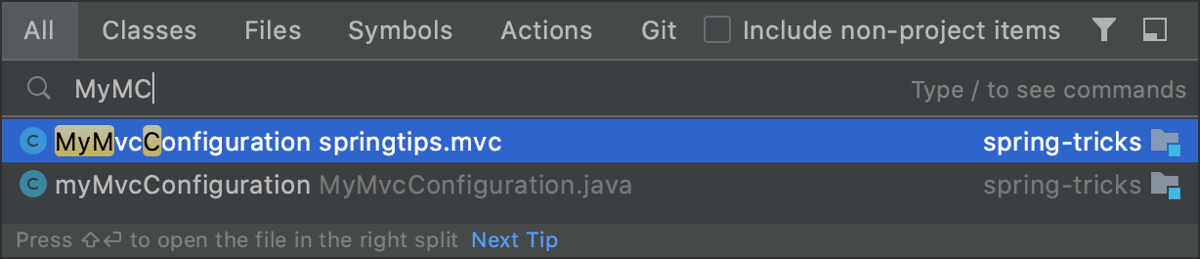 All Classes Files Symbols Actions Git Include non-project items
MyMC Type / to see commands
C MyMvcConfiguration springtips.mvc spring-tricks
C myMvcConfiguration MyMvcConfiguration.java spring-tricks
Press ⇧⏎ to open the file in the right split Next Tip